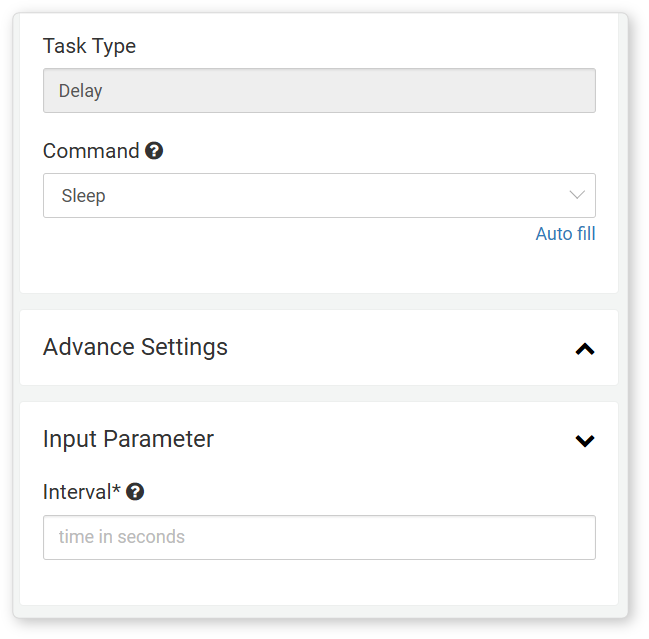 Task Type
Delay
Command
Sleep
Auto fill
Advance Settings
Input Parameter
Interval*
time in seconds